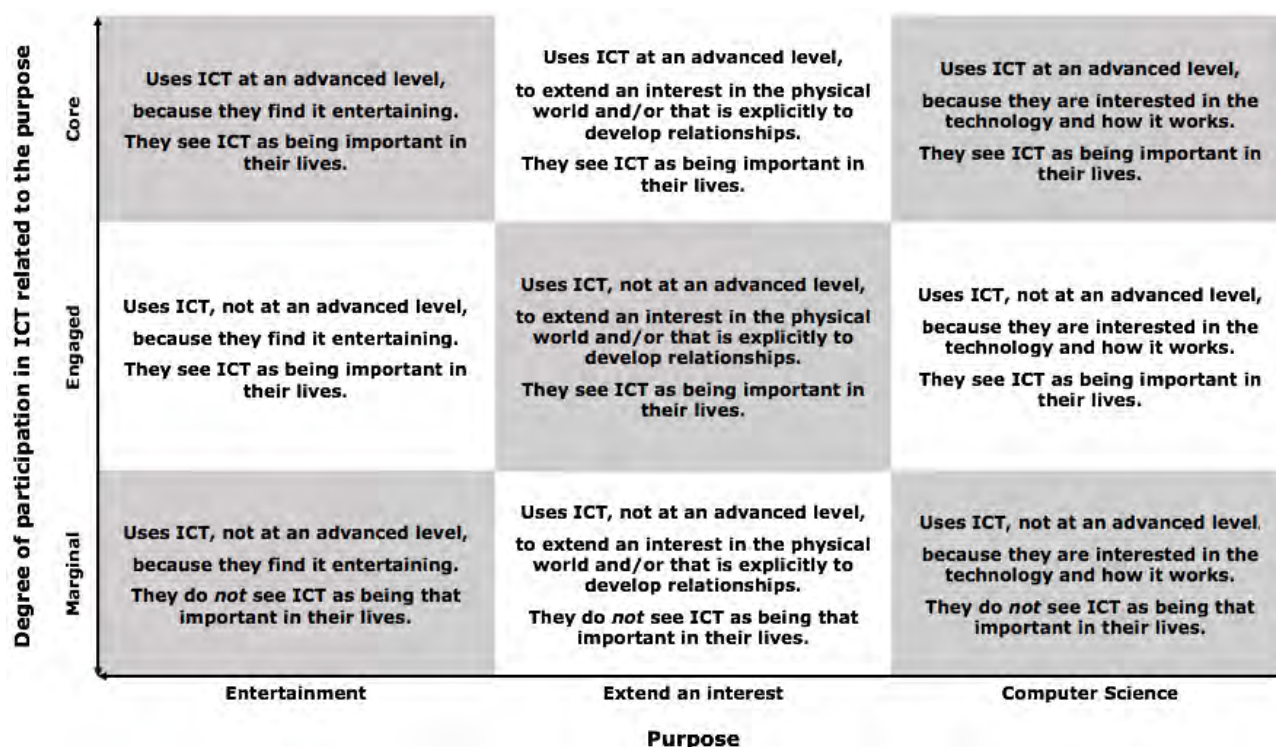 Degree of participation in ICT related to the purpose
Core
Uses ICT at an advanced level,
because they find it entertaining.
They see ICT as being important in
their lives.
Uses ICT at an advanced level,
to extend an interest in the physical
world and/or that is explicitly to
develop relationships.
They see ICT as being important in
their lives.
Uses ICT at an advanced level,
because they are interested in the
technology and how it works.
They see ICT as being important in
their lives.
Engaged
Uses ICT, not at an advanced level,
because they find it entertaining.
They see ICT as being important in
their lives.
Uses ICT, not at an advanced level,
to extend an interest in the physical
world and/or that is explicitly to
develop relationships.
They see ICT as being important in
their lives.
Uses ICT, not at an advanced level,
because they are interested in the
technology and how it works.
They see ICT as being important in
their lives.
Marginal
Uses ICT, not at an advanced level,
because they find it entertaining.
They do not see ICT as being that
important in their lives.
Uses ICT, not at an advanced level,
to extend an interest in the physical
world and/or that is explicitly to
develop relationships.
They do not see ICT as being that
important in their lives.
Uses ICT, not at an advanced level.
because they are interested in the
technology and how it works.
They do not see ICT as being that
important in their lives.
Entertainment
Extend an interest
Computer Science
Purpose